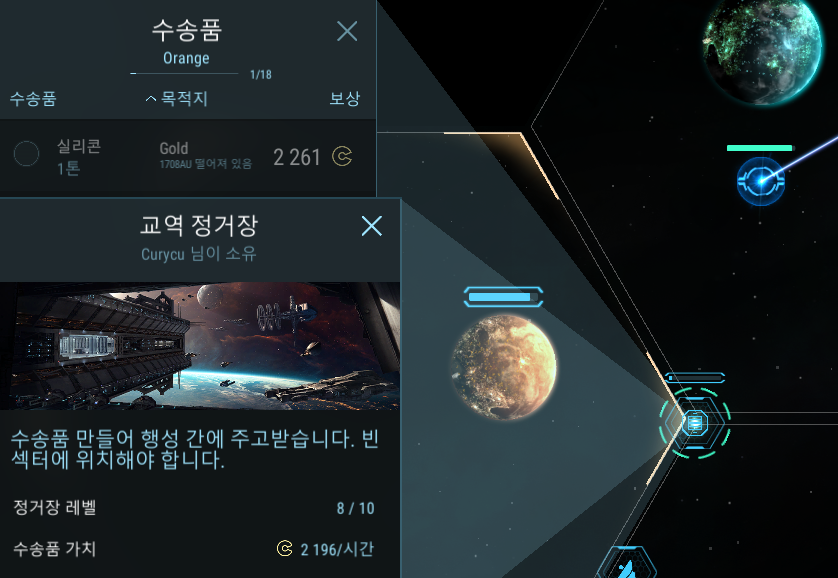 수송품
Orange
1/18
수송품 목적지 보상
실리콘 Gold 2 261
1톤 1708AU 떨어져 있음
교역 정거장
Curycu 님이 소유
수송품 만들어 행성 간에 주고받습니다. 빈
섹터에 위치해야 합니다.
정거장 레벨 8 / 10
수송품 가치 2 196/시간